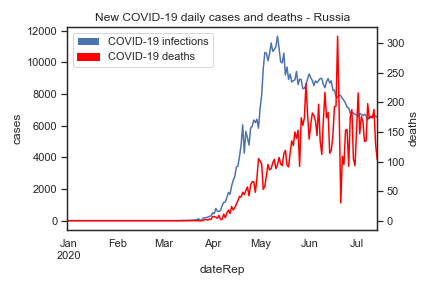 New COVID-19 daily cases and deaths - Russia
COVID-19 infections
COVID-19 deaths
12000
10000
8000
6000
4000
2000
0
cases
300
250
200
150
100
50
0
deaths
Jan Feb Mar Apr May Jun Jul
2020
dateRep